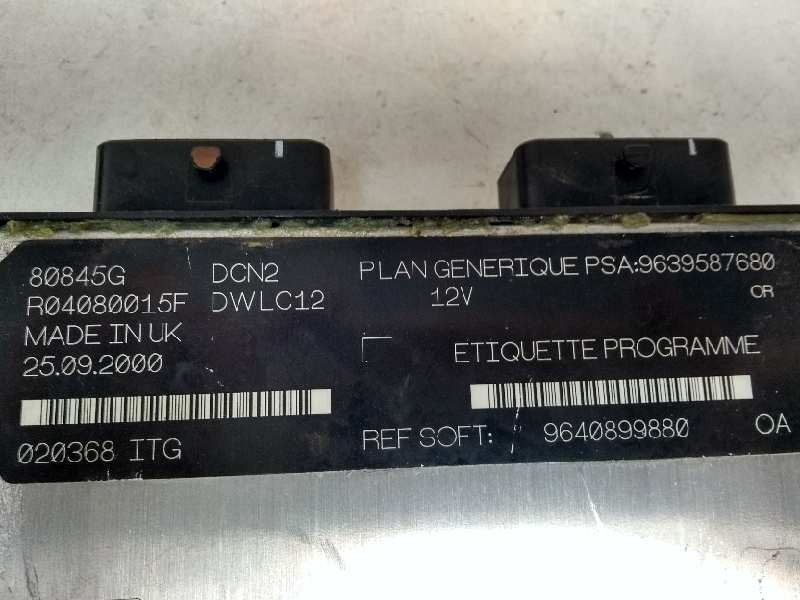 80845G DCN2 PLAN GENERIQUE PSA:9639587680
R04080015F DWLC12 12V OR
MADE IN UK
25.09.2000 ETIQUETTE PROGRAMME
020368 ITG REF SOFT: 9640899880 OA